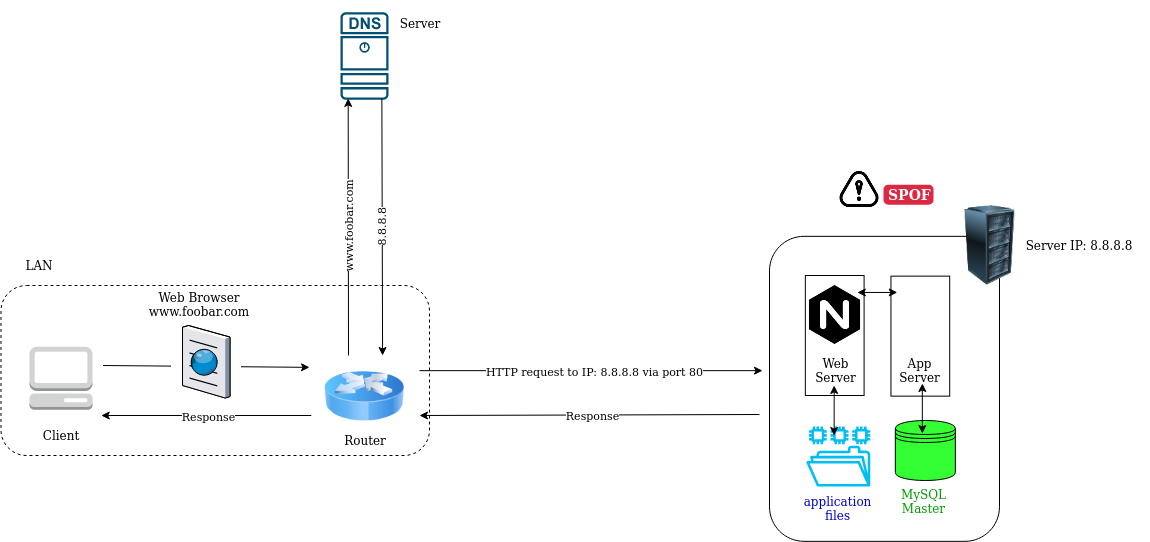 DNS
Server
www.foobar.com
8.8.8.8
SPOF
Server IP: 8.8.8.8
LAN
Web Browser
www.foobar.com
N
Web
Server
App
Server
HTTP request to IP: 8.8.8.8 via port 80
Response
Response
Client
Router
application
files
MySQL
Master